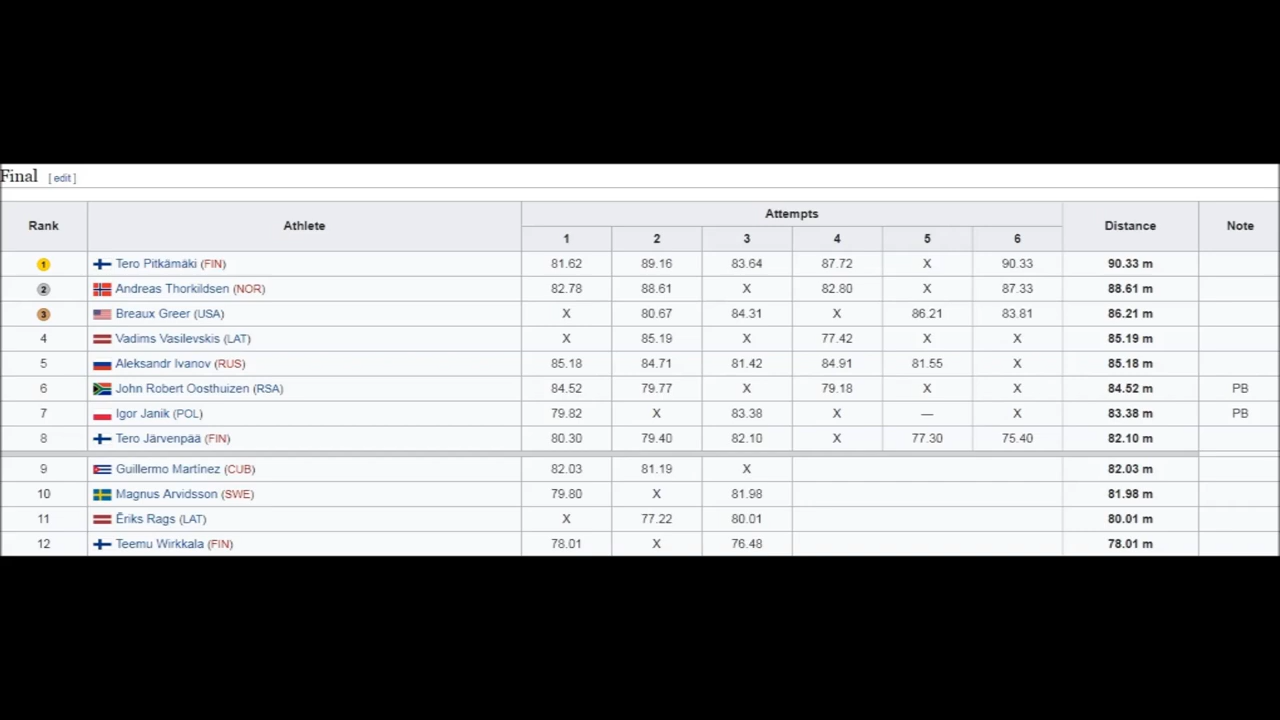 Final [ edit ]
Rank Athlete Attempts Distance Note
1 2 3 4 5 6
1 Tero Pitkämäki (FIN) 81.62 89.16 83.64 87.72 X 90.33 90.33 m
2 Andreas Thorkildsen (NOR) 82.78 88.61 X 82.80 X 87.33 88.61 m
3 Breaux Greer (USA) X 80.67 84.31 X 86.21 83.81 86.21 m
4 Vadims Vasilevskis (LAT) X 85.19 X 77.42 X X 85.19 m
5 Aleksandr Ivanov (RUS) 85.18 84.71 81.42 84.91 81.55 X 85.18 m
6 John Robert Oosthuizen (RSA) 84.52 79.77 X 79.18 X X 84.52 m PB
7 Igor Janik (POL) 79.82 X 83.38 X — X 83.38 m PB
8 Tero Järvenpää (FIN) 80.30 79.40 82.10 X 77.30 75.40 82.10 m
9 Guillermo Martínez (CUB) 82.03 81.19 X 82.03 m
10 Magnus Arvidsson (SWE) 79.80 X 81.98 81.98 m
11 Ēriks Rags (LAT) X 77.22 80.01 80.01 m
12 Teemu Wirkkala (FIN) 78.01 X 76.48 78.01 m